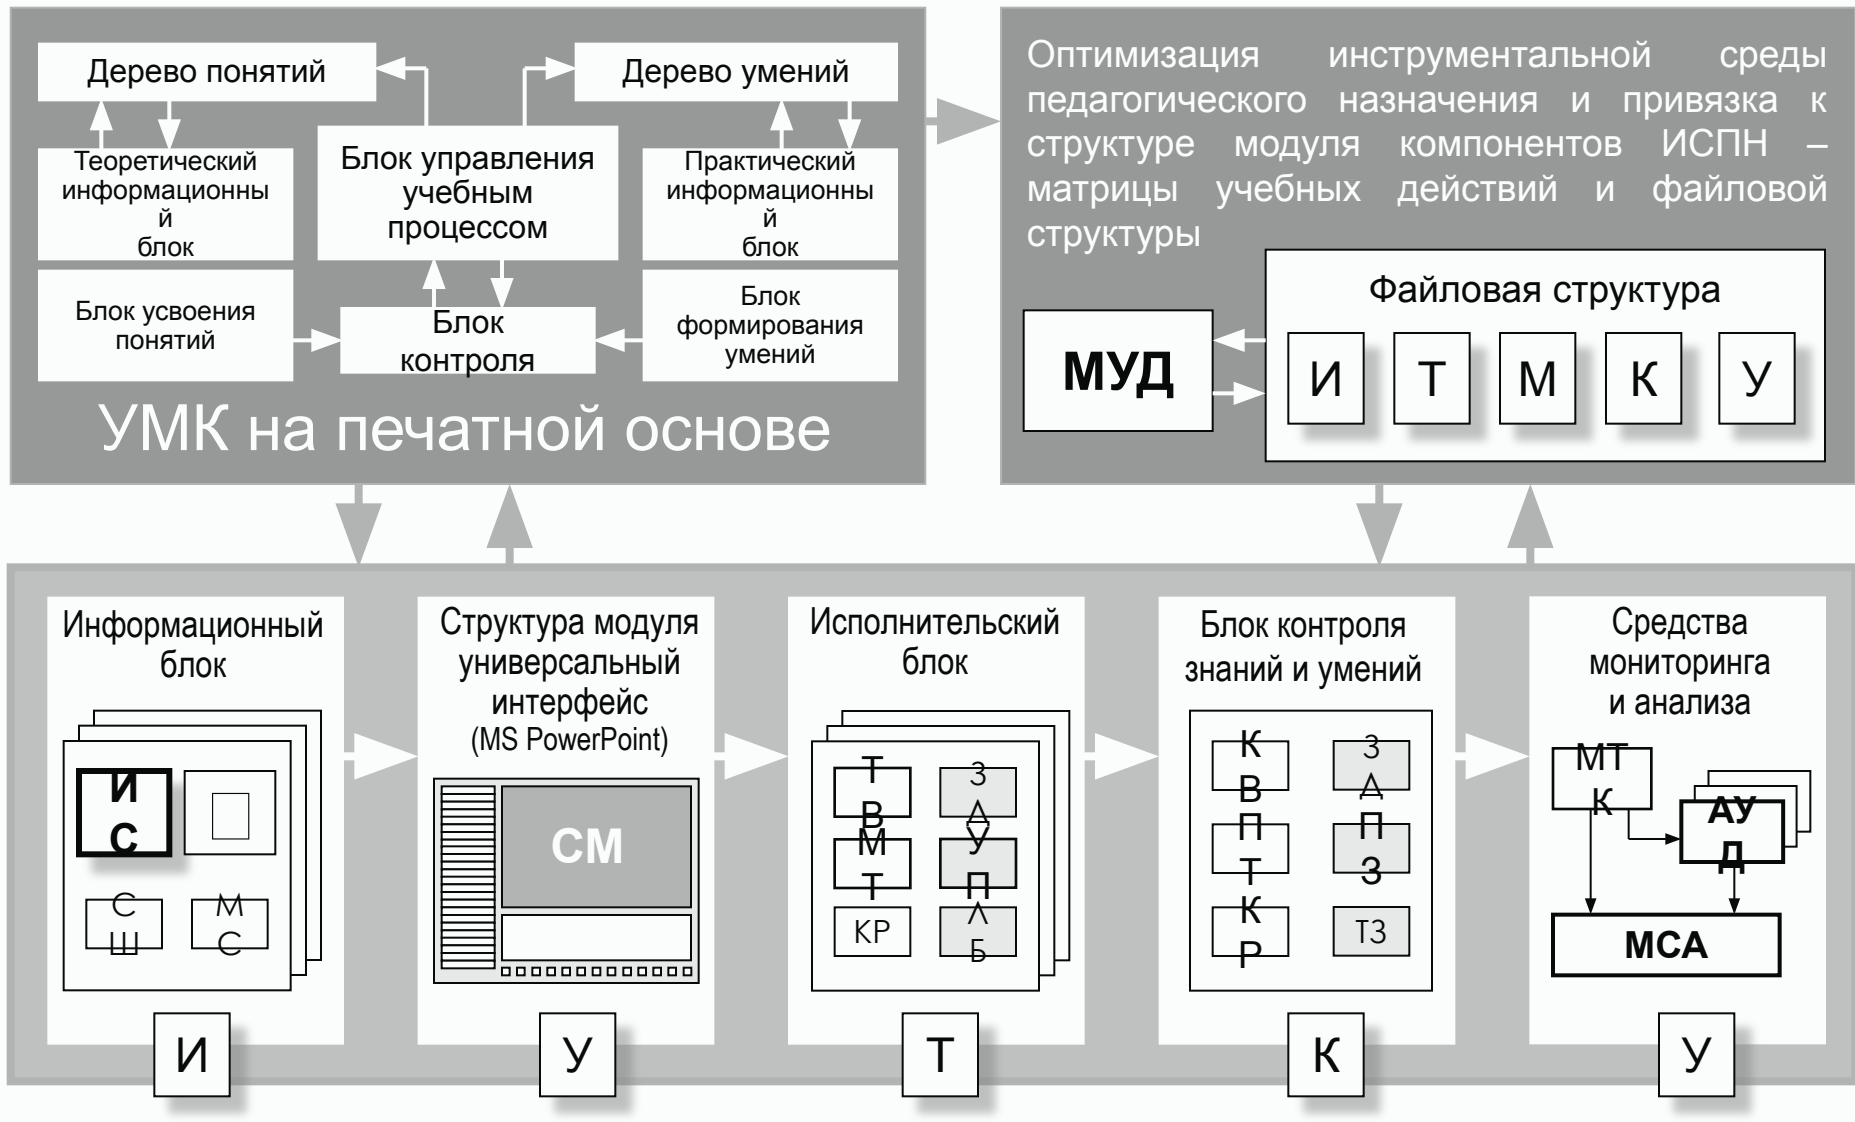 Дерево понятий
Дерево умений
Теоретический
информационны
й
блок
Блок управления
учебным
процессом
Практический
информационны
й
блок
Блок усвоения
понятий
Блок
контроля
Блок
формирования
умений
УМК на печатной основе
Оптимизация инструментальной среды
педагогического назначения и привязка к
структуре модуля компонентов ИСПН –
матрицы учебных действий и файловой
структуры
Файловая структура
МУД
И Т М К У
Информационный
блок
И
С
С
Ш
М
С
И
Структура модуля
универсальный
интерфейс
(MS PowerPoint)
СМ
У
Исполнительский
блок
Т
В
З
А
М
Т
У
П
КР
Л
Б
Т
Блок контроля
знаний и умений
К
В
З
А
П
Т
П
З
К
Р
ТЗ
К
Средства
мониторинга
и анализа
МТ
К
АУ
Д
МСА
У